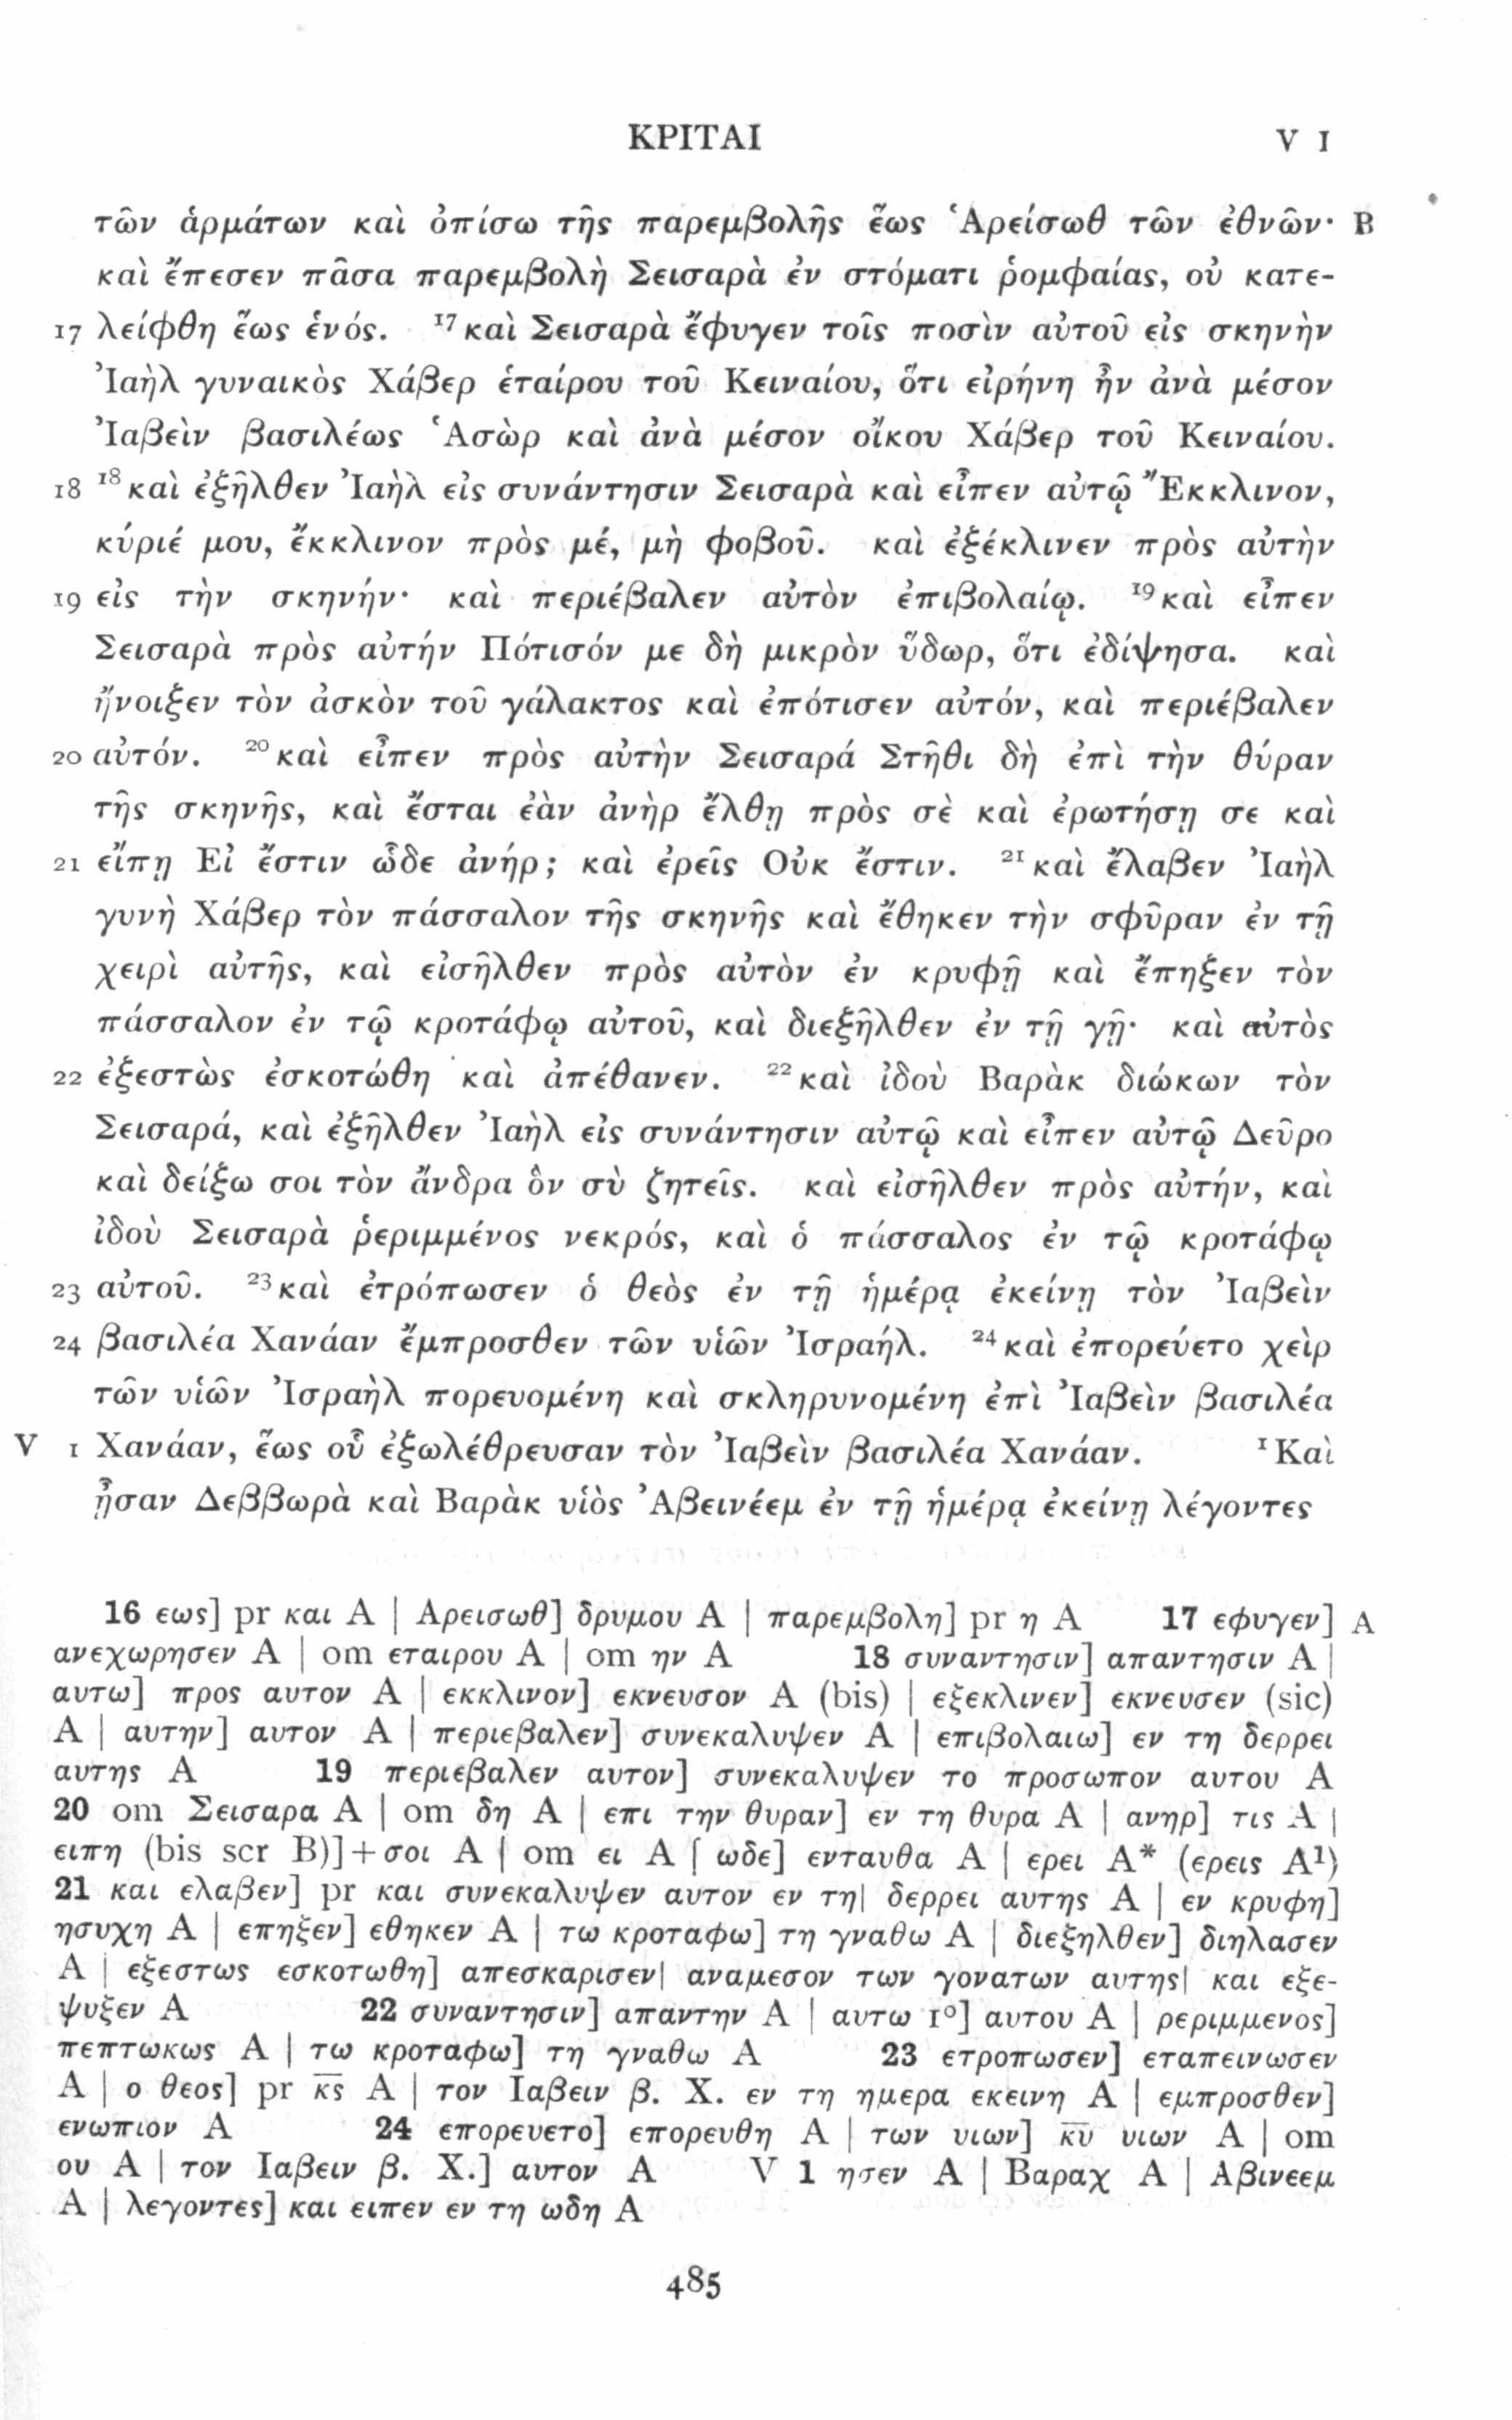 ΚΡΙΤΑΙ V I
τῶν ἁρμάτων καὶ ὀπίσω τῆς παρεμβολῆς ἕως Ἁρείσωθ τῶν ἐθνῶν· B
καὶ ἔπεσεν πᾶσα παρεμβολὴ Σεισαρὰ ἐν στόματι ῥομφαίας, οὐ κατε-
17 λείφθη ἕως ἑνός. ¹⁷καὶ Σεισαρὰ ἔφυγεν τοῖς ποσὶν αὐτοῦ εἰς σκηνὴν
Ἰαὴλ γυναικὸς Χάβερ ἑταίρου τοῦ Κειναίου, ὅτι εἰρήνη ἦν ἀνὰ μέσον
Ἰαβεὶν βασιλέως Ἁσὼρ καὶ ἀνὰ μέσον οἴκου Χάβερ τοῦ Κειναίου.
18 ¹⁸καὶ ἐξῆλθεν Ἰαὴλ εἰς συνάντησιν Σεισαρὰ καὶ εἶπεν αὐτῷ Ἔκκλινον,
κύριέ μου, ἔκκλινον πρὸς μέ, μὴ φοβοῦ. καὶ ἐξέκλινεν πρὸς αὐτὴν
19 εἰς τὴν σκηνήν· καὶ περιέβαλεν αὐτὸν ἐπιβολαίῳ. ¹⁹καὶ εἶπεν
Σεισαρὰ πρὸς αὐτήν Πότισόν με δὴ μικρὸν ὕδωρ, ὅτι ἐδίψησα. καὶ
ἤνοιξεν τὸν ἀσκὸν τοῦ γάλακτος καὶ ἐπότισεν αὐτόν, καὶ περιέβαλεν
20 αὐτόν. ²⁰καὶ εἶπεν πρὸς αὐτὴν Σεισαρά Στῆθι δὴ ἐπὶ τὴν θύραν
τῆς σκηνῆς, καὶ ἔσται ἐὰν ἀνὴρ ἔλθῃ πρὸς σὲ καὶ ἐρωτήσῃ σε καὶ
21 εἴπῃ Εἰ ἔστιν ὧδε ἀνήρ; καὶ ἐρεῖς Οὐκ ἔστιν. ²¹καὶ ἔλαβεν Ἰαὴλ
γυνὴ Χάβερ τὸν πάσσαλον τῆς σκηνῆς καὶ ἔθηκεν τὴν σφῦραν ἐν τῇ
χειρὶ αὐτῆς, καὶ εἰσῆλθεν πρὸς αὐτὸν ἐν κρυφῇ καὶ ἔπηξεν τὸν
πάσσαλον ἐν τῷ κροτάφῳ αὐτοῦ, καὶ διεξῆλθεν ἐν τῇ γῇ· καὶ αὐτὸς
22 ἐξεστὼς ἐσκοτώθη καὶ ἀπέθανεν. ²²καὶ ἰδοὺ Βαρὰκ διώκων τὸν
Σεισαρά, καὶ ἐξῆλθεν Ἰαὴλ εἰς συνάντησιν αὐτῷ καὶ εἶπεν αὐτῷ Δεῦρο
καὶ δείξω σοι τὸν ἄνδρα ὃν σὺ ζητεῖς. καὶ εἰσῆλθεν πρὸς αὐτήν, καὶ
ἰδοὺ Σεισαρὰ ῥεριμμένος νεκρός, καὶ ὁ πάσσαλος ἐν τῷ κροτάφῳ
23 αὐτοῦ. ²³καὶ ἐτρόπωσεν ὁ θεὸς ἐν τῇ ἡμέρᾳ ἐκείνῃ τὸν Ἰαβεὶν
24 βασιλέα Χανάαν ἔμπροσθεν τῶν υἱῶν Ἰσραήλ. ²⁴καὶ ἐπορεύετο χεὶρ
τῶν υἱῶν Ἰσραὴλ πορευομένη καὶ σκληρυνομένη ἐπὶ Ἰαβεὶν βασιλέα
V 1 Χανάαν, ἕως οὗ ἐξωλέθρευσαν τὸν Ἰαβεὶν βασιλέα Χανάαν. ¹Καὶ
ᾖσαν Δεββωρὰ καὶ Βαρὰκ υἱὸς Ἀβεινέεμ ἐν τῇ ἡμέρᾳ ἐκείνῃ λέγοντες
16 εως] pr και A | Αρεισωθ] δρυμου A | παρεμβολη] pr η A 17 εφυγεν] A
ανεχωρησεν A | om εταιρου A | om ην A 18 συναντησιν] απαντησιν A |
αυτω] προς αυτον A | εκκλινον] εκνευσον A (bis) | εξεκλινεν] εκνευσεν (sic)
A | αυτην] αυτον A | περιεβαλεν] συνεκαλυψεν A | επιβολαιω] εν τη δερρει
αυτης A 19 περιεβαλεν αυτον] συνεκαλυψεν το προσωπον αυτου A
20 om Σεισαρα A | om δη A | επι την θυραν] εν τη θυρα A | ανηρ] τις A |
ειπη (bis scr B)]+σοι A | om ει A | ωδε] ενταυθα A | ερει A* (ερεις A¹)
21 και ελαβεν] pr και συνεκαλυψεν αυτον εν τη| δερρει αυτης A | εν κρυφη]
ησυχη A | επηξεν] εθηκεν A | τω κροταφω] τη γναθω A | διεξηλθεν] διηλασεν
A | εξεστως εσκοτωθη] απεσκαρισεν| αναμεσον των γονατων αυτης| και εξε-
ψυξεν A 22 συναντησιν] απαντην A | αυτω 1º] αυτου A | ρεριμμενος]
πεπτωκως A | τω κροταφω] τη γναθω A 23 ετροπωσεν] εταπεινωσεν
A | ο θεος] pr κ̅ς̅ A | τον Ιαβειν β. Χ. εν τη ημερα εκεινη A | εμπροσθεν]
ενωπιον A 24 επορευετο] επορευθη A | των υιων] κ̅υ̅ υιων A | om
ου A | τον Ιαβειν β. Χ.] αυτον A V 1 ησεν A | Βαραχ A | Αβινεεμ
A | λεγοντες] και ειπεν εν τη ωδη A
485